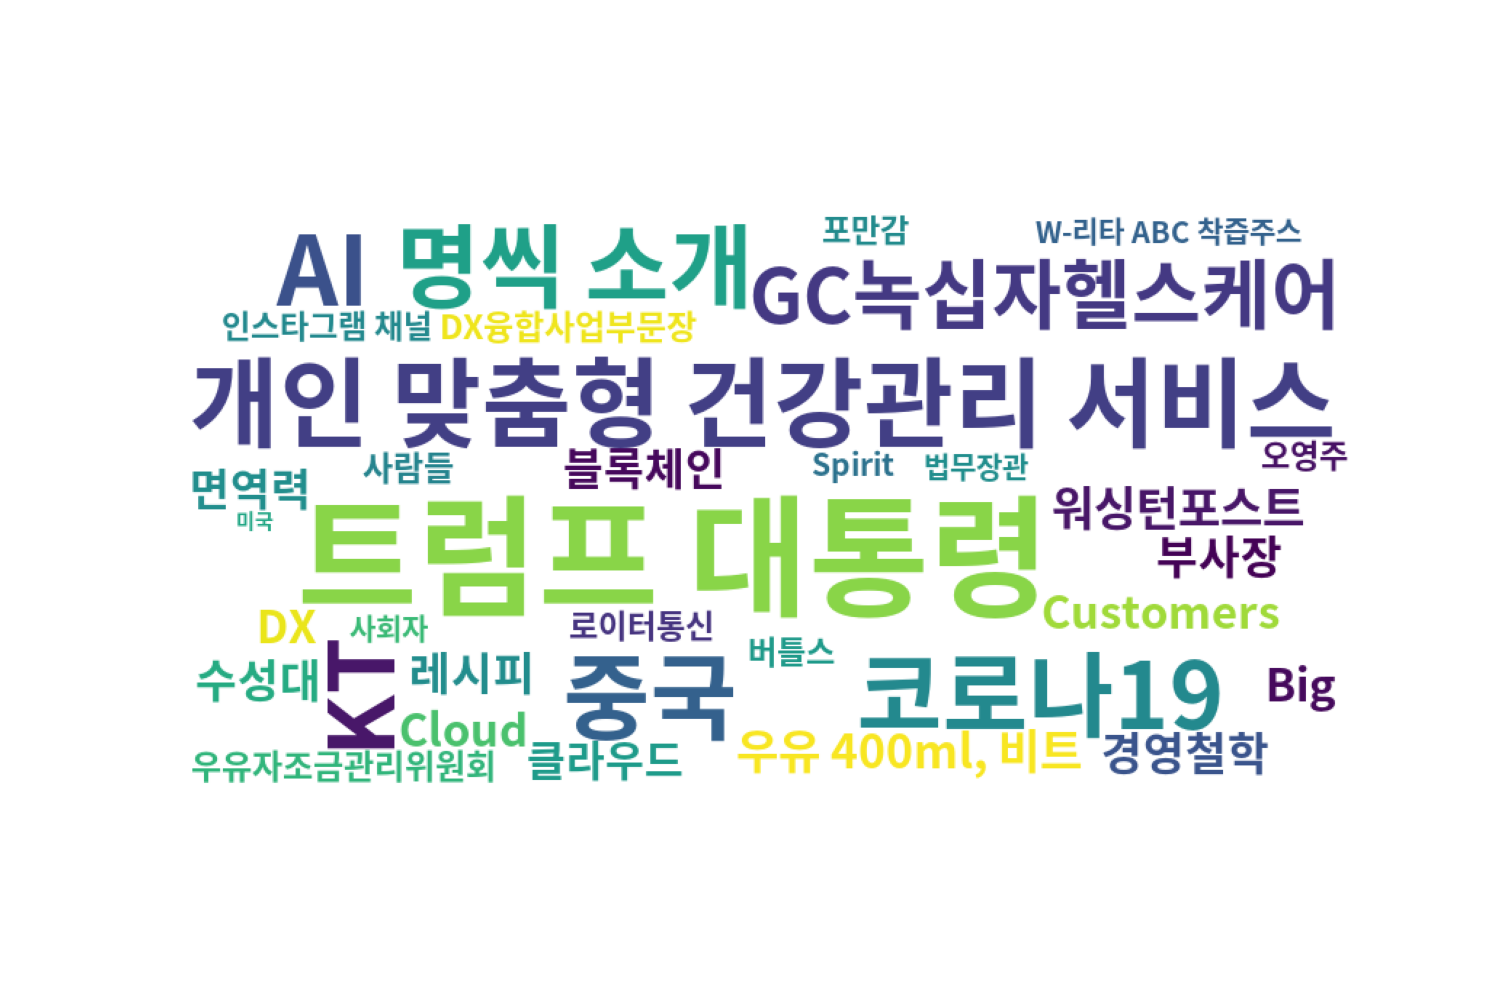 포만감
W-리타 ABC 착즙주스
AI 명씩 소개
GC녹십자헬스케어
인스타그램 채널
DX융합사업부문장
개인 맞춤형 건강관리 서비스
오영주
사람들
블록체인
Spirit
법무장관
면역력
미국
워싱턴포스트
트럼프 대통령
부사장
Customers
DX
사회자
로이터통신
버틀스
수성대
KT
레시피
중국
코로나19
Big
Cloud
우유자조금관리위원회
클라우드
우유 400ml, 비트
경영철학